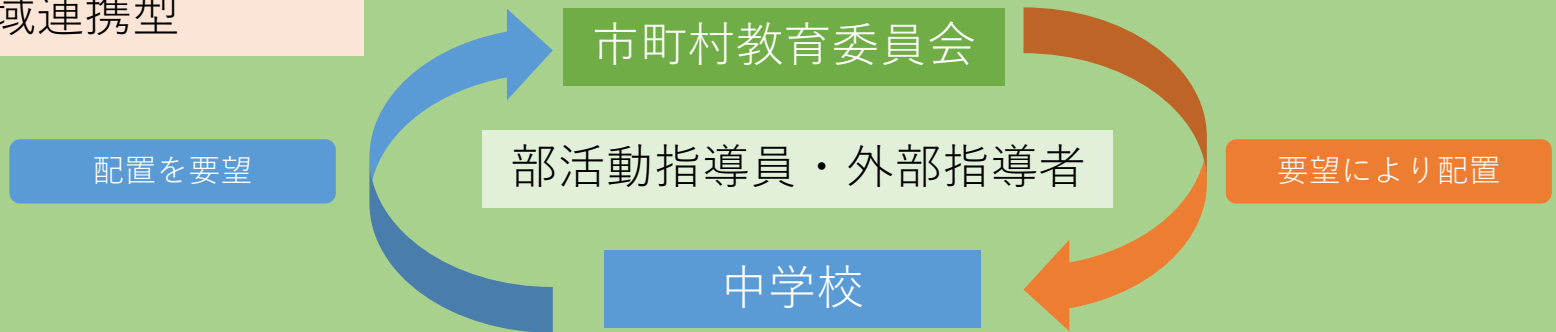 域連携型
市町村教育委員会
配置を要望
部活動指導員・外部指導者
要望により配置
中学校